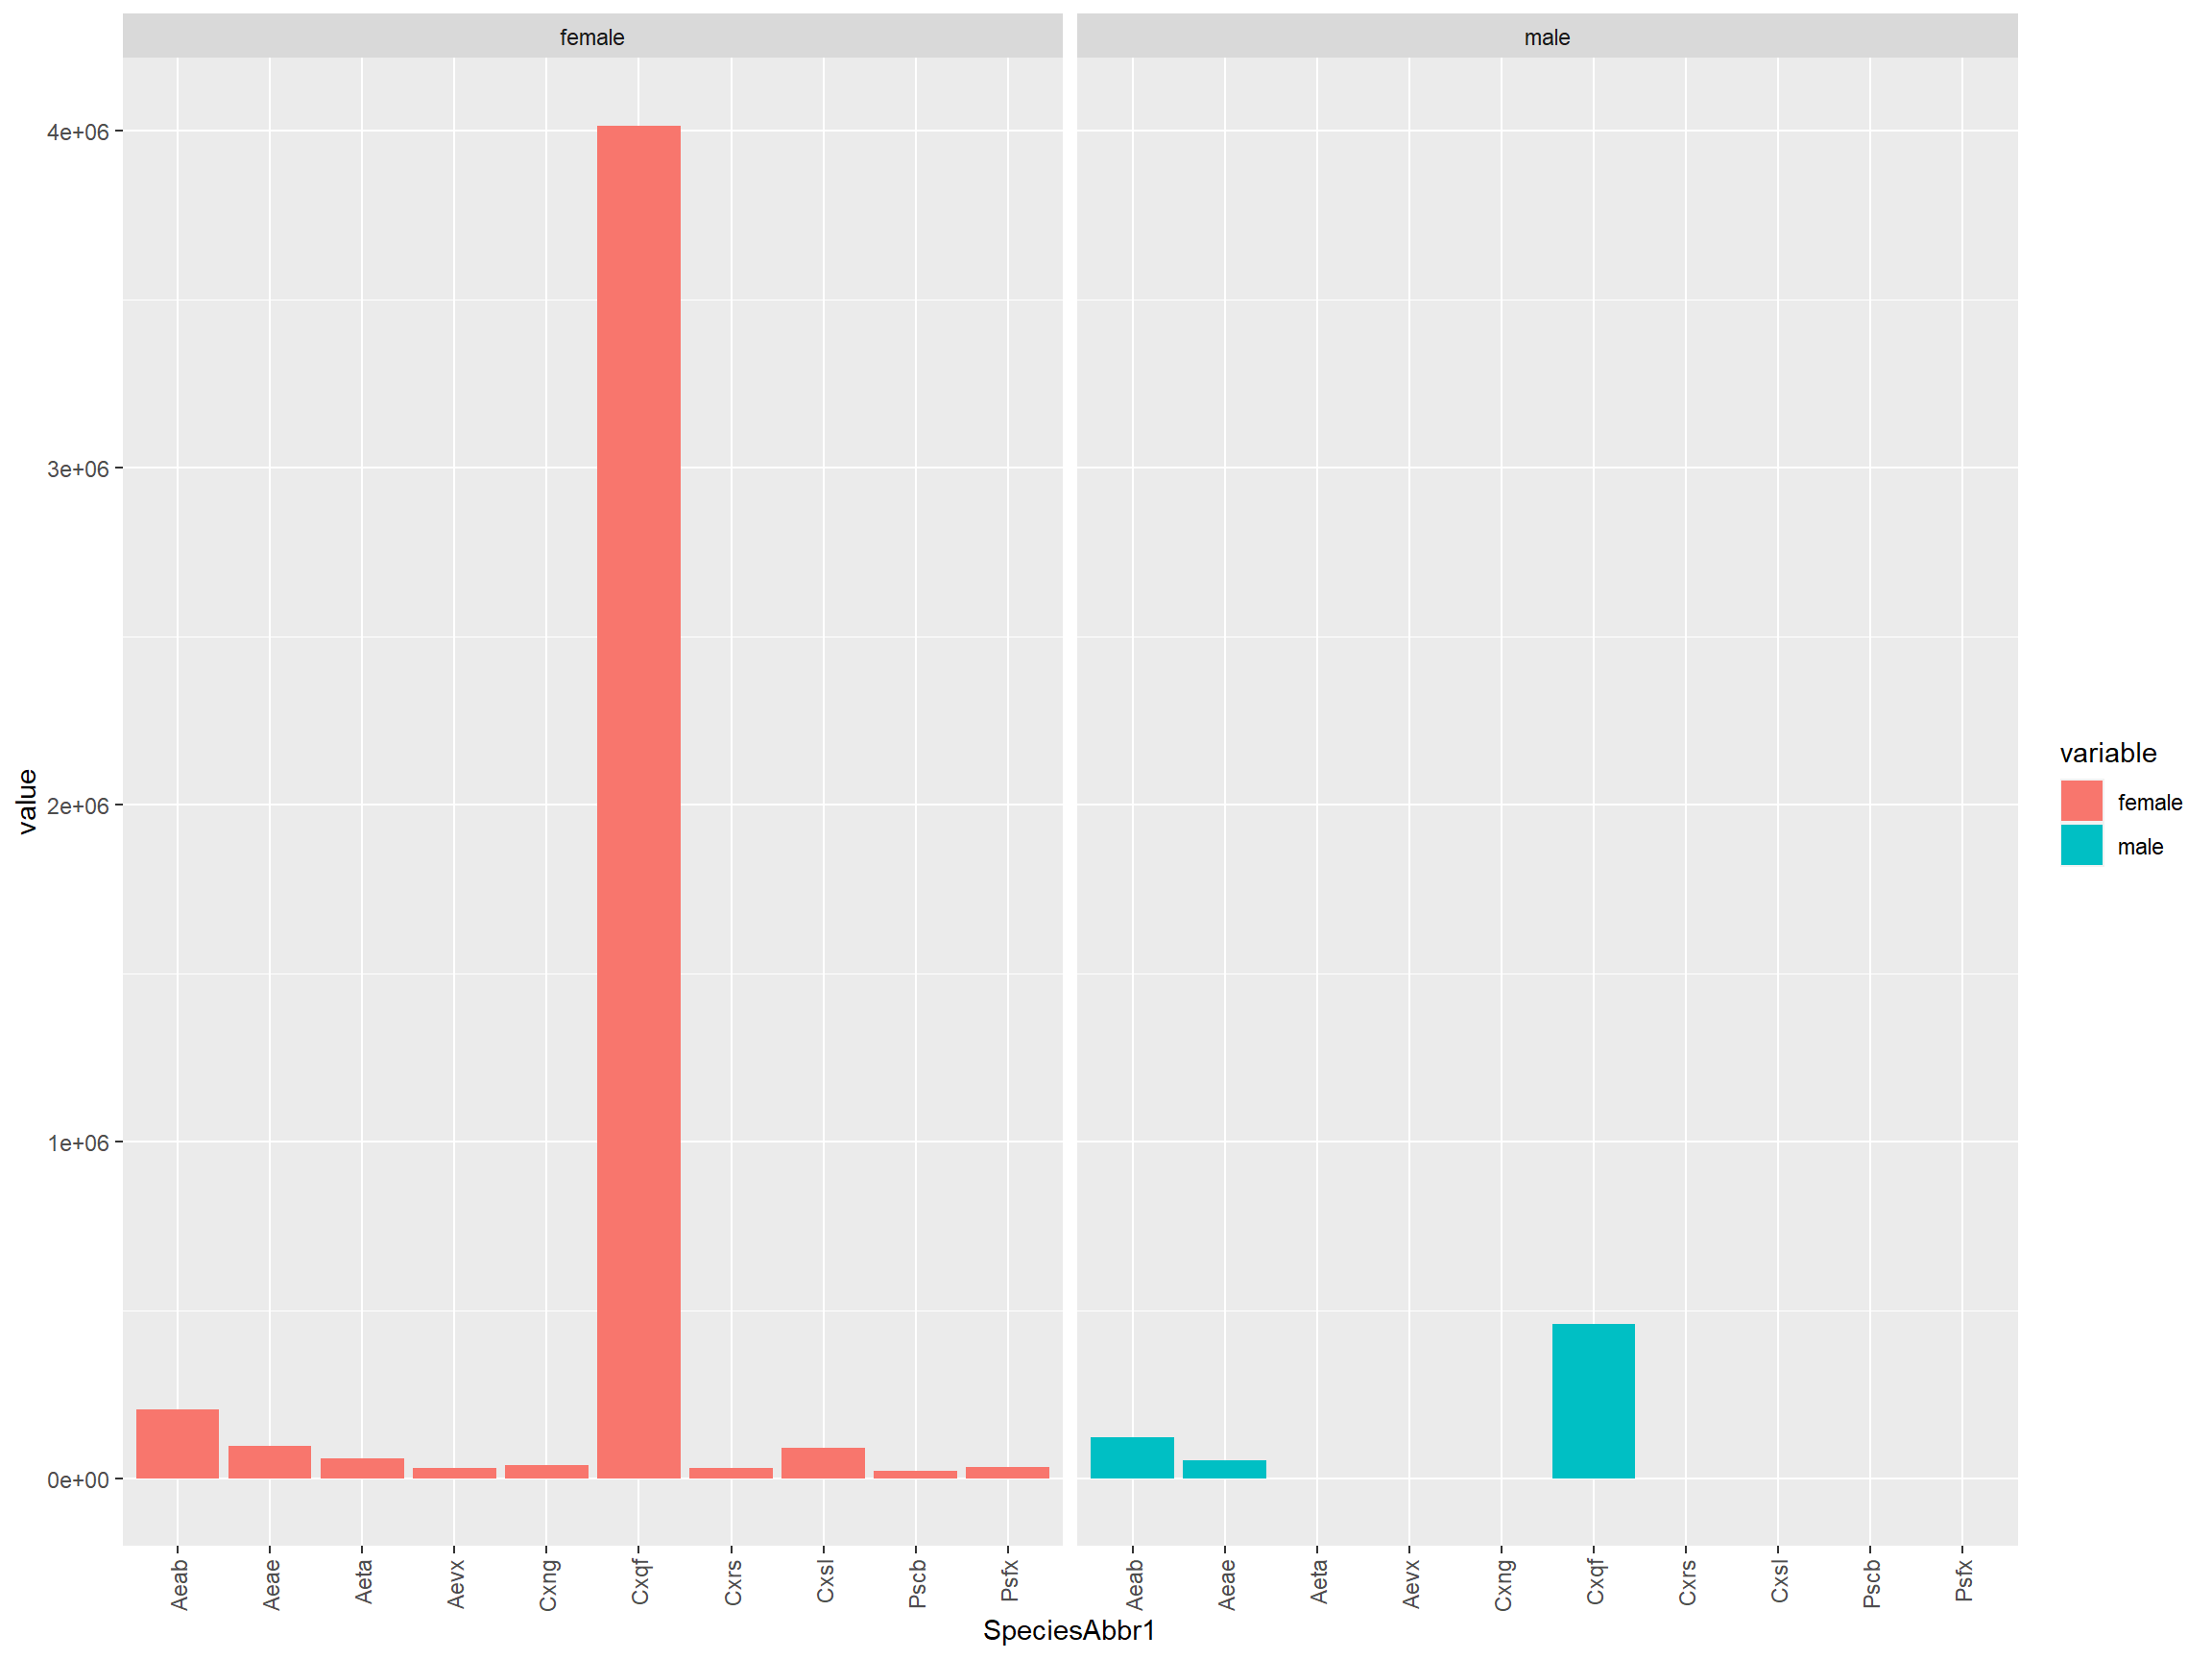 female
male
4e+06
3e+06
2e+06
1e+06
0e+00
value
Aeab
Aeae
Aeta
Aevx
Cxng
Cxqf
Cxrs
Cxsl
Pscb
Psfx
Aeab
Aeae
Aeta
Aevx
Cxng
Cxqf
Cxrs
Cxsl
Pscb
Psfx
SpeciesAbbr1
variable
female
male